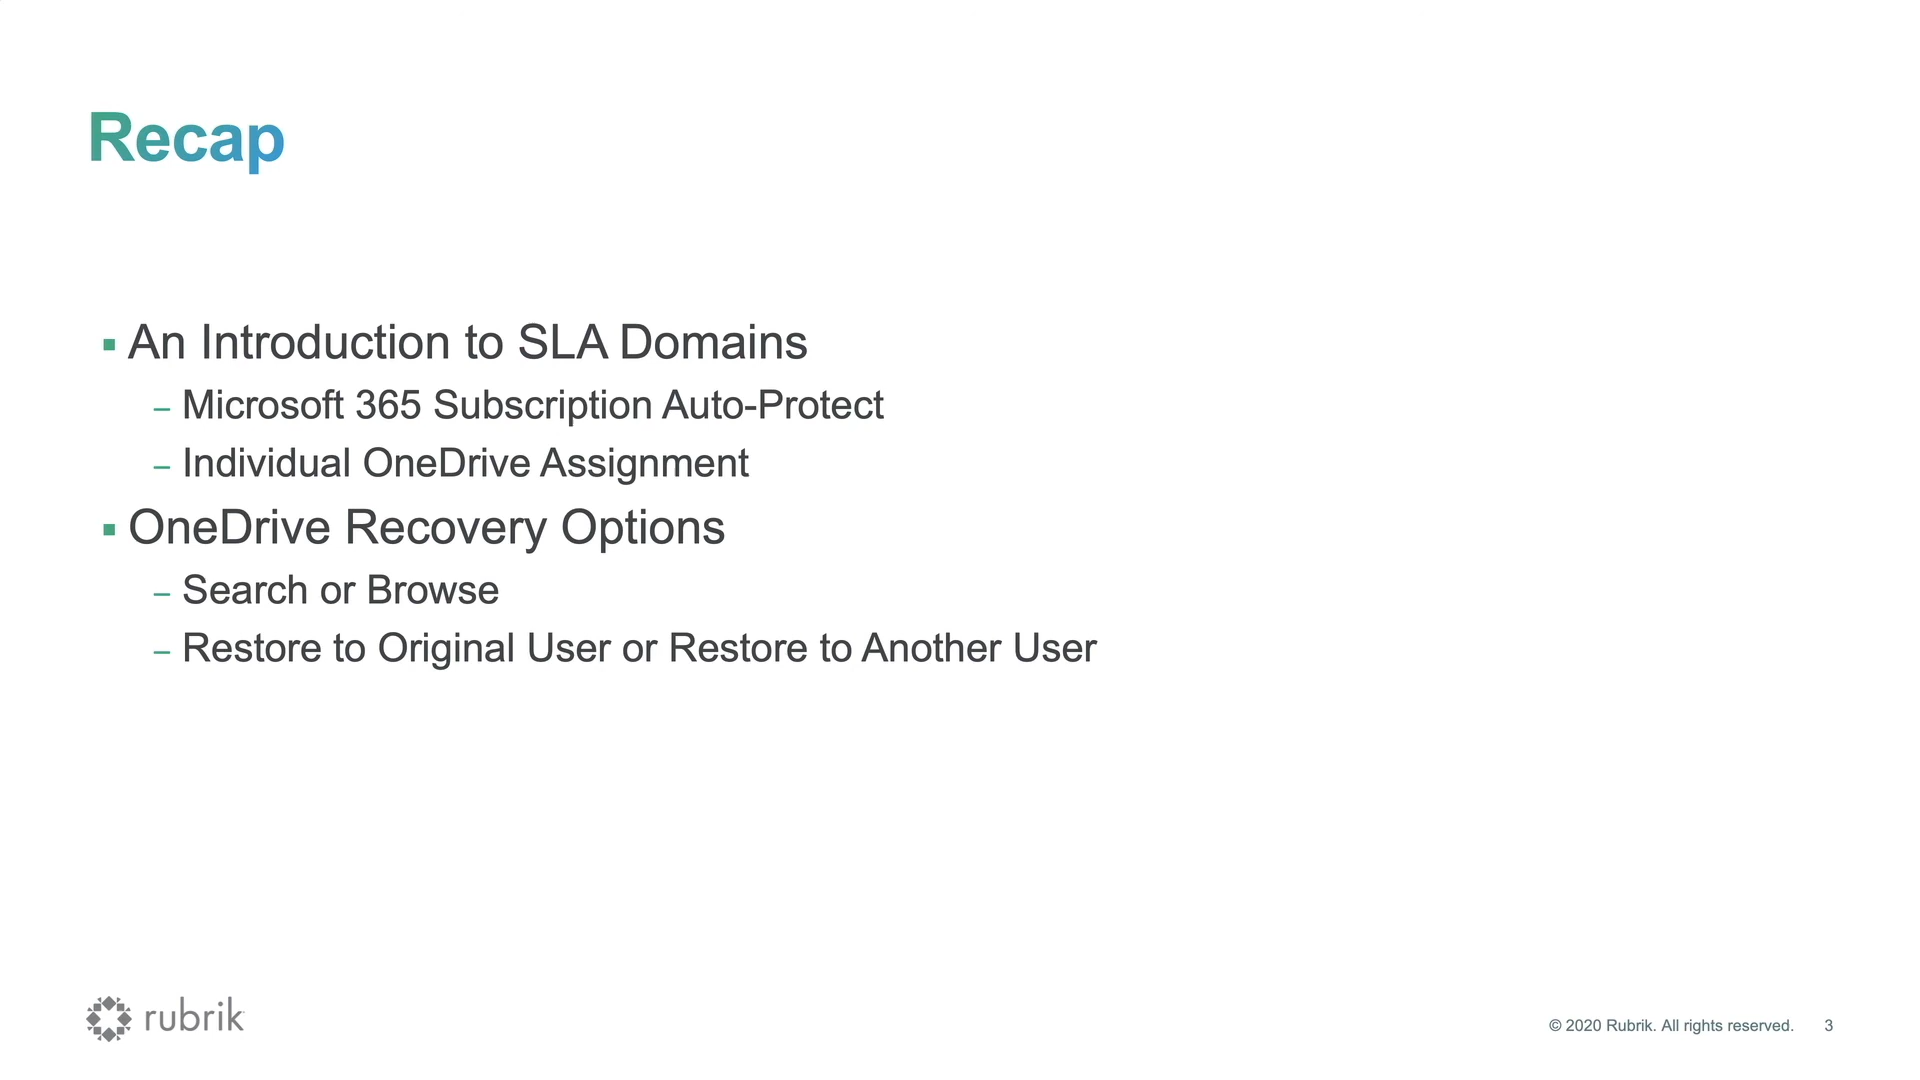 Recap
▪ An Introduction to SLA Domains
– Microsoft 365 Subscription Auto-Protect
– Individual OneDrive Assignment
▪ OneDrive Recovery Options
– Search or Browse
– Restore to Original User or Restore to Another User
rubrik
© 2020 Rubrik. All rights reserved. 3